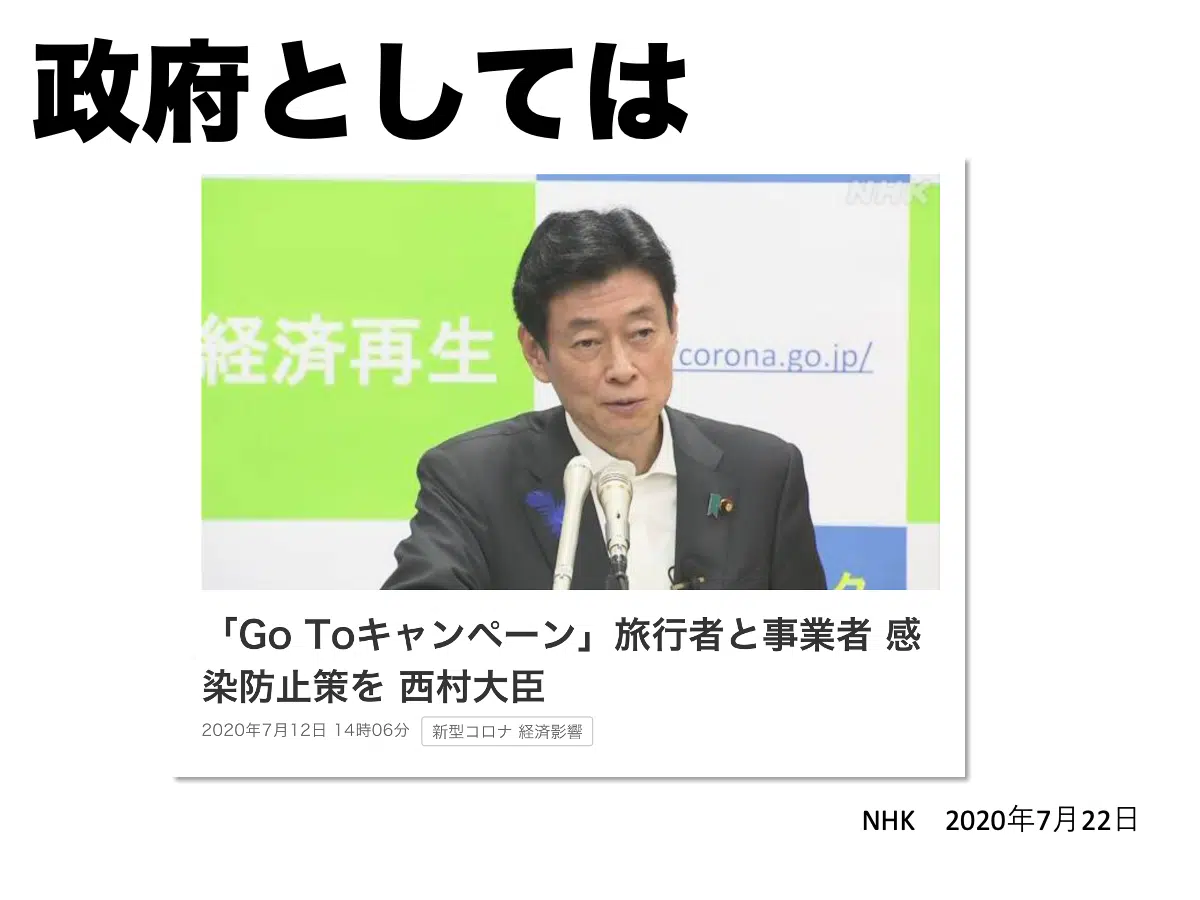 政府としては
NHK
経済再生
corona.go.jp/
「Go Toキャンペーン」旅行者と事業者 感
染防止策を 西村大臣
2020年7月12日 14時06分 新型コロナ 経済影響
NHK　2020年7月22日